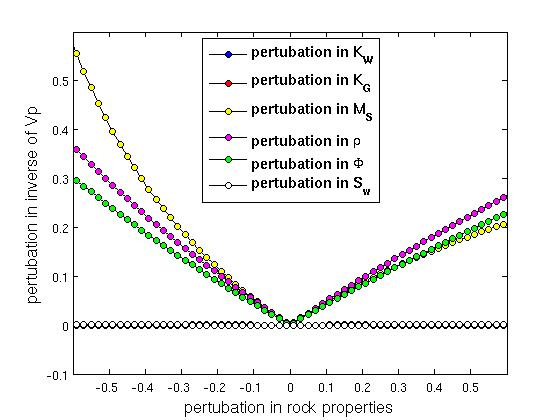 pertubation in K_W
pertubation in K_G
pertubation in M_S
pertubation in ρ
pertubation in Φ
pertubation in S_w
0.5
0.4
0.3
0.2
0.1
0
-0.1
pertubation in inverse of Vp
-0.5 -0.4 -0.3 -0.2 -0.1 0 0.1 0.2 0.3 0.4 0.5
pertubation in rock properties